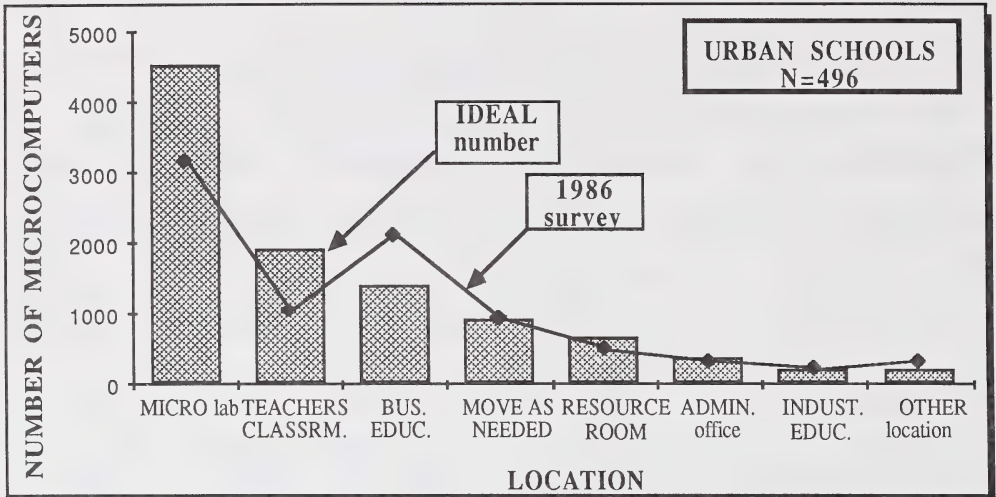 URBAN SCHOOLS
N=496
NUMBER OF MICROCOMPUTERS
5000
4000
3000
2000
1000
0
IDEAL
number
1986
survey
MICRO lab TEACHERS BUS. MOVE AS RESOURCE ADMIN. INDUST. OTHER
CLASSRM. EDUC. NEEDED ROOM office EDUC. location
LOCATION